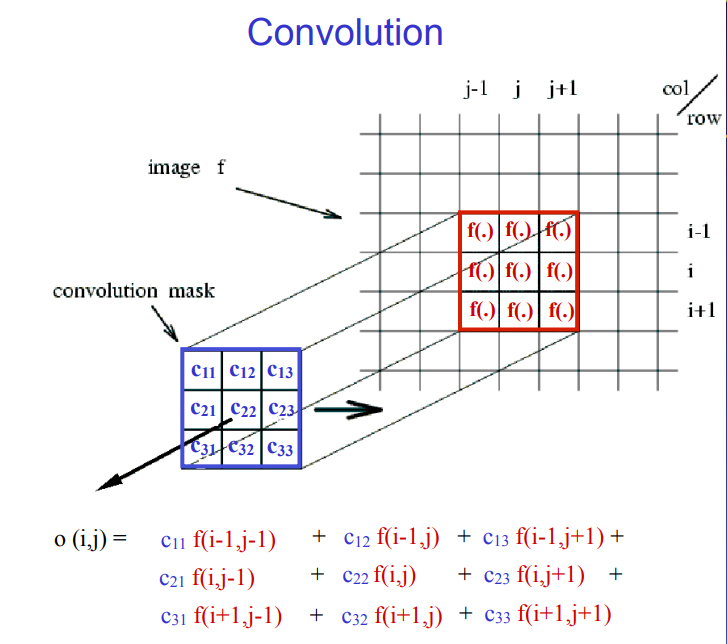 Convolution
j-1 j j+1 col
row
image f
f(.) f(.) f(.) i-1
f(.) f(.) f(.) i
convolution mask
f(.) f(.) f(.) i+1
c11 c12 c13
c21 c22 c23
c31 c32 c33
o (i,j) = c11 f(i-1,j-1) + c12 f(i-1,j) + c13 f(i-1,j+1) +
c21 f(i,j-1) + c22 f(i,j) + c23 f(i,j+1) +
c31 f(i+1,j-1) + c32 f(i+1,j) + c33 f(i+1,j+1)